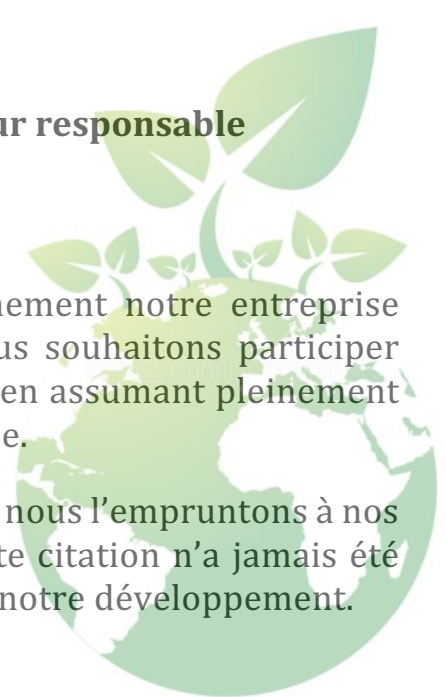 ur responsable
nement notre entreprise
us souhaitons participer
en assumant pleinement
e.
nous l’empruntons à nos
te citation n’a jamais été
notre développement.